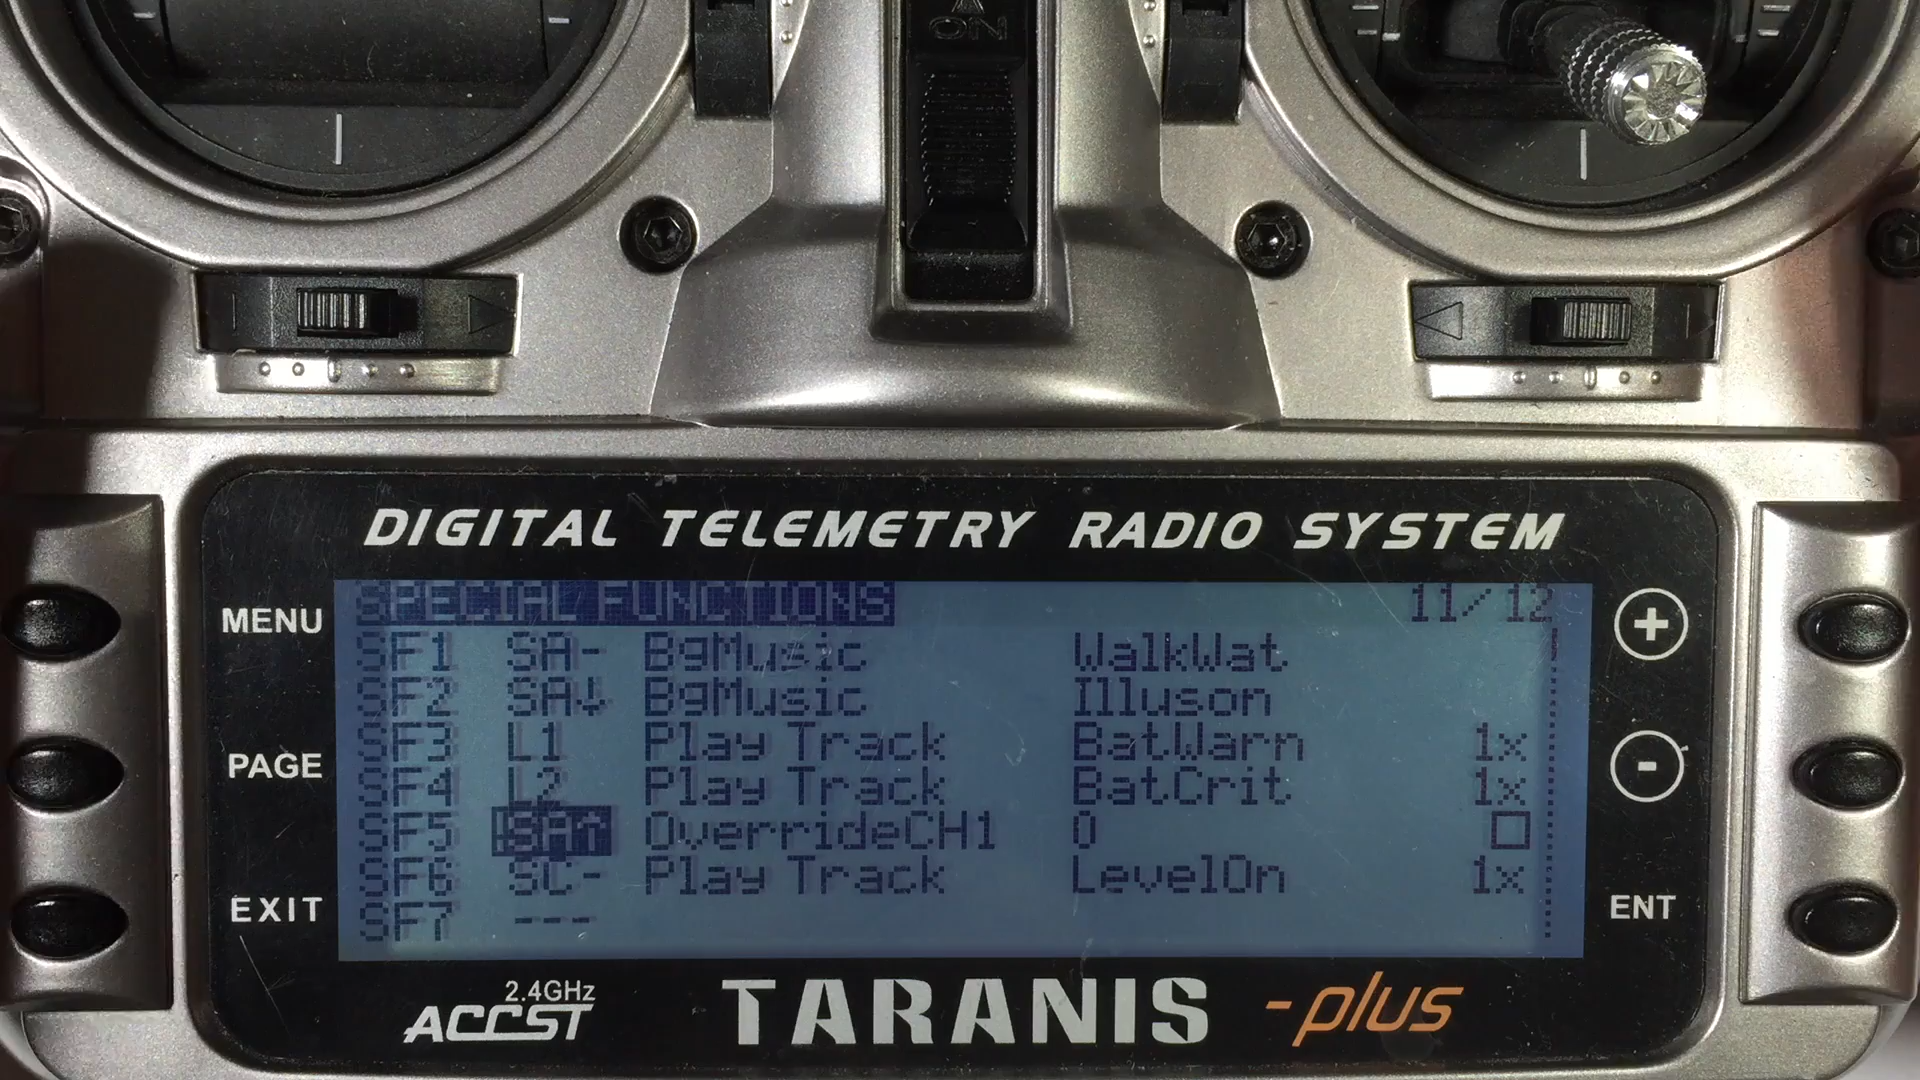 ON
DIGITAL TELEMETRY RADIO SYSTEM
MENU
PAGE
EXIT
SPECIAL FUNCTIONS 11/12
SF1 SA- BgMusic WalkWat
SF2 SA↓ BgMusic Illuson
SF3 L1 Play Track BatWarn 1x
SF4 L2 Play Track BatCrit 1x
SF5 !SA↑ OverrideCH1 0 □
SF6 SC- Play Track LevelOn 1x
SF7 ---
+
-
ENT
2.4GHz
ACCST
TARANIS -plus